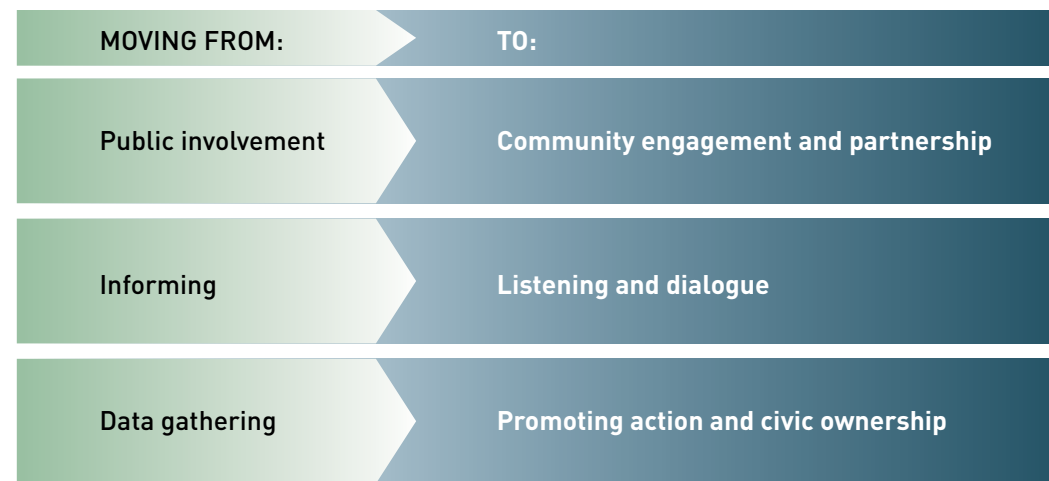 MOVING FROM:
TO:
Public involvement
Community engagement and partnership
Informing
Listening and dialogue
Data gathering
Promoting action and civic ownership